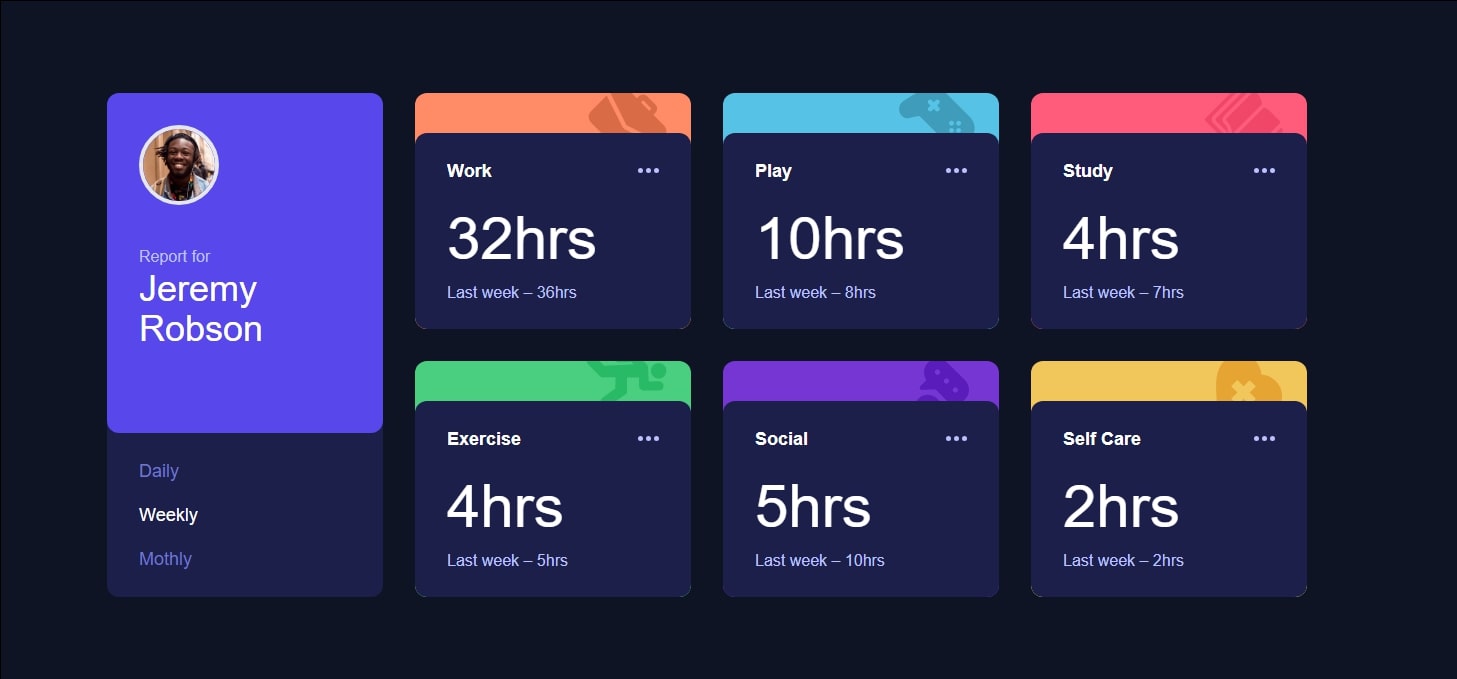 Report for
Jeremy
Robson
Daily
Weekly
Mothly
Work
32hrs
Last week – 36hrs
Play
10hrs
Last week – 8hrs
Study
4hrs
Last week – 7hrs
Exercise
4hrs
Last week – 5hrs
Social
5hrs
Last week – 10hrs
Self Care
2hrs
Last week – 2hrs